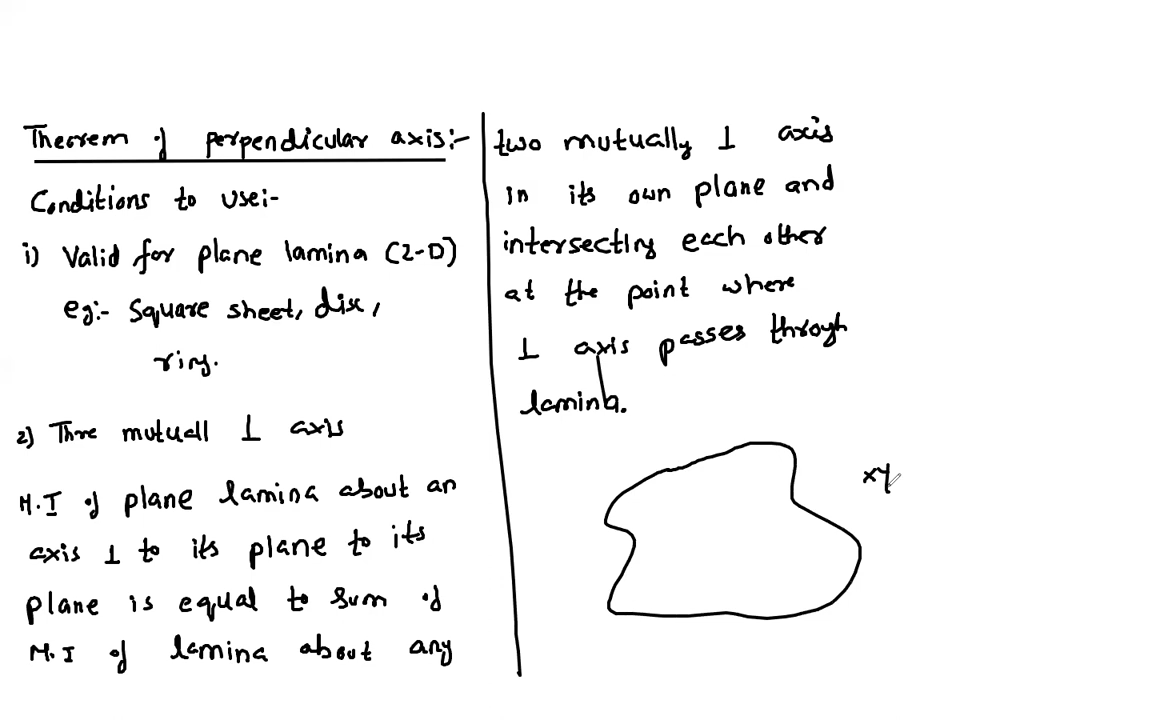 Theorem of perpendicular axis:-
Conditions to use:-
i) Valid for plane lamina (2-D)
eg:- Square sheet, disc,
ring.
2) Three mutuall ⊥ axis
M.I of plane lamina about an
axis ⊥ to its plane to its
plane is equal to sum of
M.I of lamina about any
two mutually ⊥ axis
in its own plane and
intersecting each other
at the point where
⊥ axis passes through
lamina.
xy